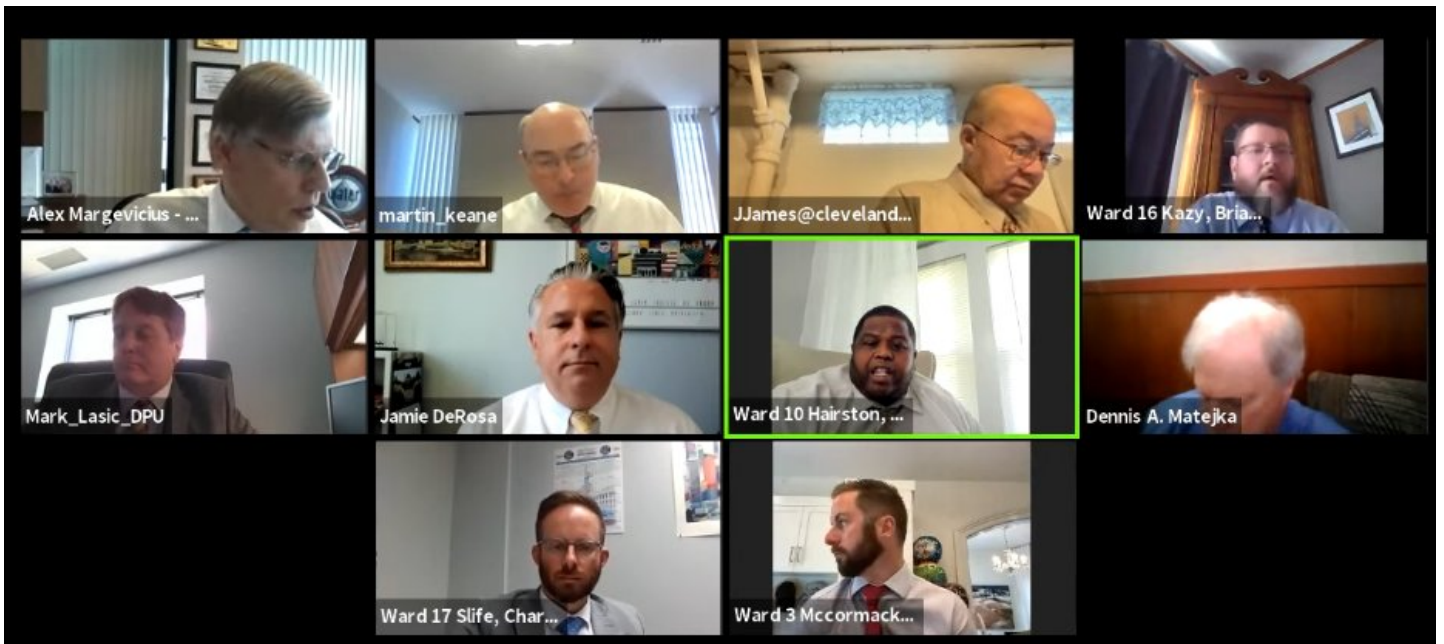 Alex Margevicius - ...
martin_keane
JJames@cleveland...
Ward 16 Kazy, Bria...
Mark_Lasic_DPU
Jamie DeRosa
Ward 10 Hairston, ...
Dennis A. Matejka
Ward 17 Slife, Char...
Ward 3 Mccormack...